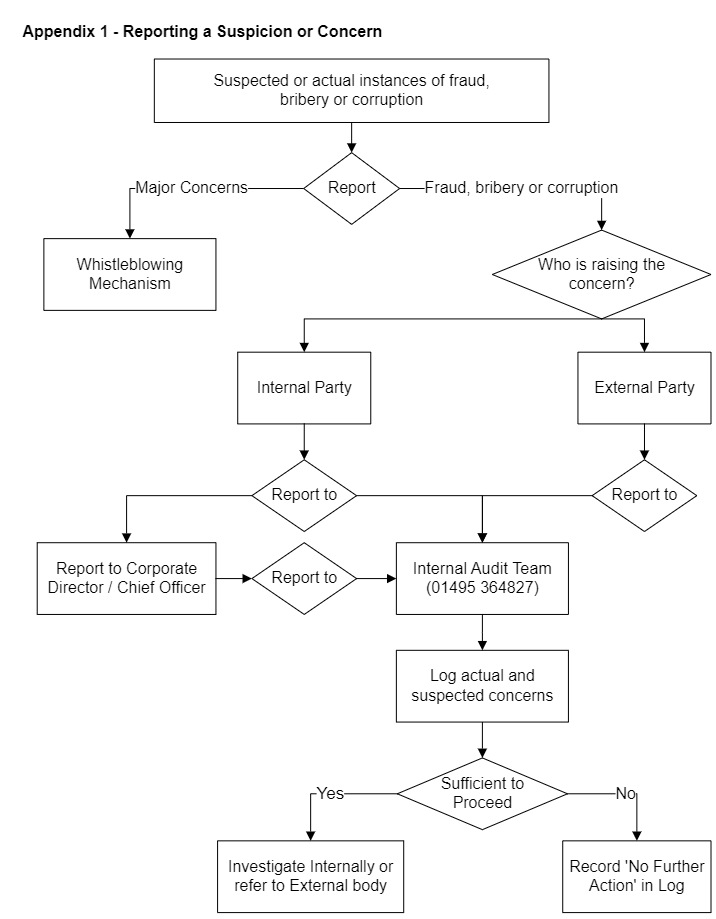 Appendix 1 - Reporting a Suspicion or Concern
Suspected or actual instances of fraud,
bribery or corruption
Major Concerns
Report
Fraud, bribery or corruption
Whistleblowing
Mechanism
Who is raising the
concern?
Internal Party
External Party
Report to
Report to
Report to Corporate
Director / Chief Officer
Report to
Internal Audit Team
(01495 364827)
Log actual and
suspected concerns
Sufficient to
Proceed
Yes
No
Investigate Internally or
refer to External body
Record 'No Further
Action' in Log